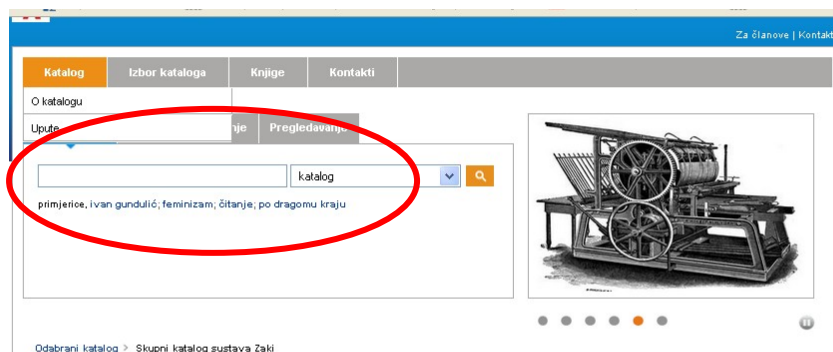 Za članove | Kontakt
Katalog Izbor kataloga Knjige Kontakti
O katalogu
Upute
nje Pregledavanje
katalog
primjerice, ivan gundulić; feminizam; čitanje; po dragomu kraju
Odabrani katalog > Skupni katalog sustava Zaki